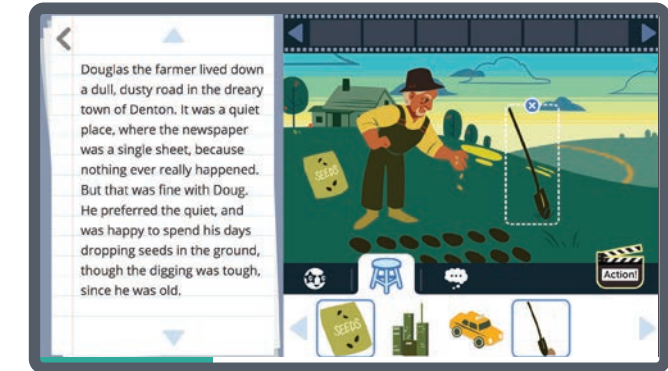 Douglas the farmer lived down
a dull, dusty road in the dreary
town of Denton. It was a quiet
place, where the newspaper
was a single sheet, because
nothing ever really happened.
But that was fine with Doug.
He preferred the quiet, and
was happy to spend his days
dropping seeds in the ground,
though the digging was tough,
since he was old.
SEEDS
Action!
SEEDS